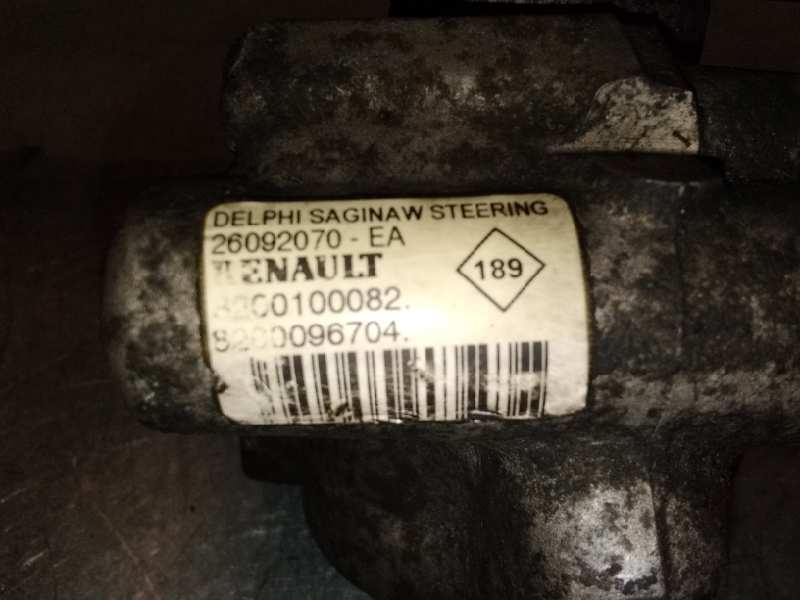 DELPHI SAGINAW STEERING
26092070 - EA
RENAULT
189
8200100082.
8200096704.